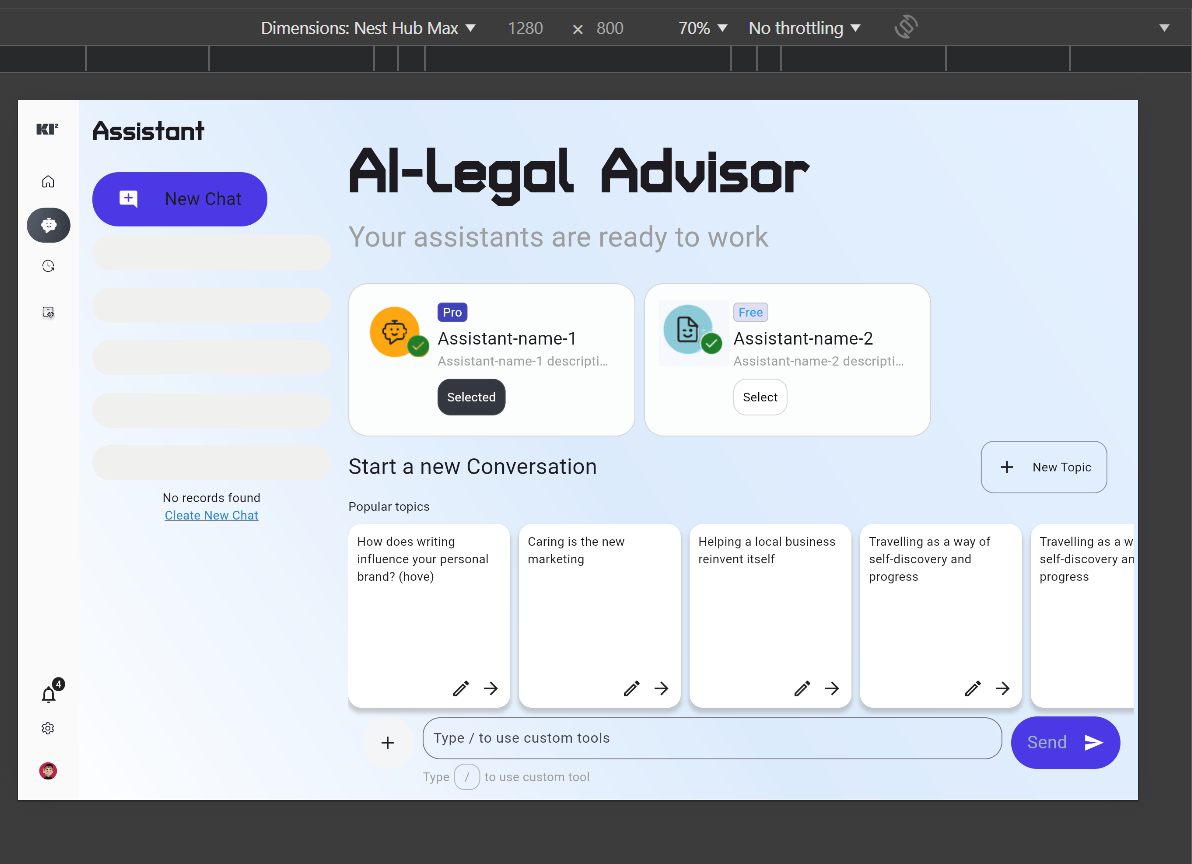 Dimensions: Nest Hub Max 1280 × 800 70% No throttling
KI²
Assistant
New Chat
No records found
Cleate New Chat
4
AI-Legal Advisor
Your assistants are ready to work
Pro
Assistant-name-1
Assistant-name-1 descripti...
Selected
Free
Assistant-name-2
Assistant-name-2 descripti...
Select
Start a new Conversation
+ New Topic
Popular topics
How does writing
influence your personal
brand? (hove)
Caring is the new
marketing
Helping a local business
reinvent itself
Travelling as a way of
self-discovery and
progress
Travelling as a w
self-discovery an
progress
Type / to use custom tools
Send
Type / to use custom tool